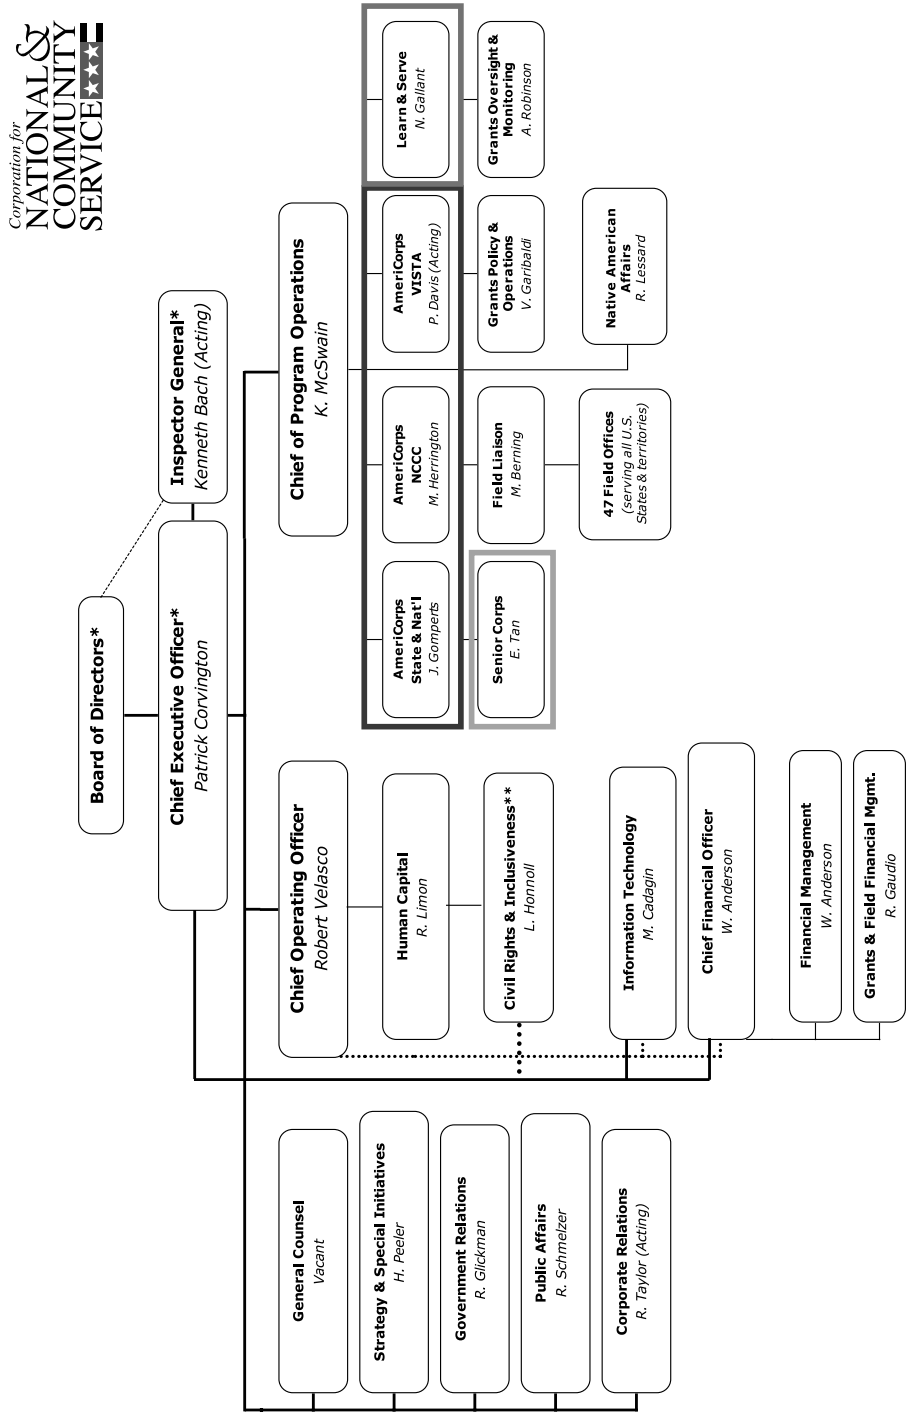 Corporation for
NATIONAL &
COMMUNITY
SERVICE
Board of Directors*
Inspector General*
Kenneth Bach (Acting)
Chief Executive Officer*
Patrick Corvington
General Counsel
Vacant
Strategy & Special Initiatives
H. Peeler
Government Relations
R. Glickman
Public Affairs
R. Schmelzer
Corporate Relations
R. Taylor (Acting)
Chief Operating Officer
Robert Velasco
Human Capital
R. Limon
Civil Rights & Inclusiveness**
L. Honnoll
Information Technology
M. Cadagin
Chief Financial Officer
W. Anderson
Financial Management
W. Anderson
Grants & Field Financial Mgmt.
R. Gaudio
Chief of Program Operations
K. McSwain
AmeriCorps
State & Nat'l
J. Gomperts
AmeriCorps
NCCC
M. Herrington
AmeriCorps
VISTA
P. Davis (Acting)
Learn & Serve
N. Gallant
Senior Corps
E. Tan
Field Liaison
M. Berning
Grants Policy &
Operations
V. Garibaldi
Grants Oversight &
Monitoring
A. Robinson
47 Field Offices
(serving all U.S.
States & territories)
Native American
Affairs
R. Lessard